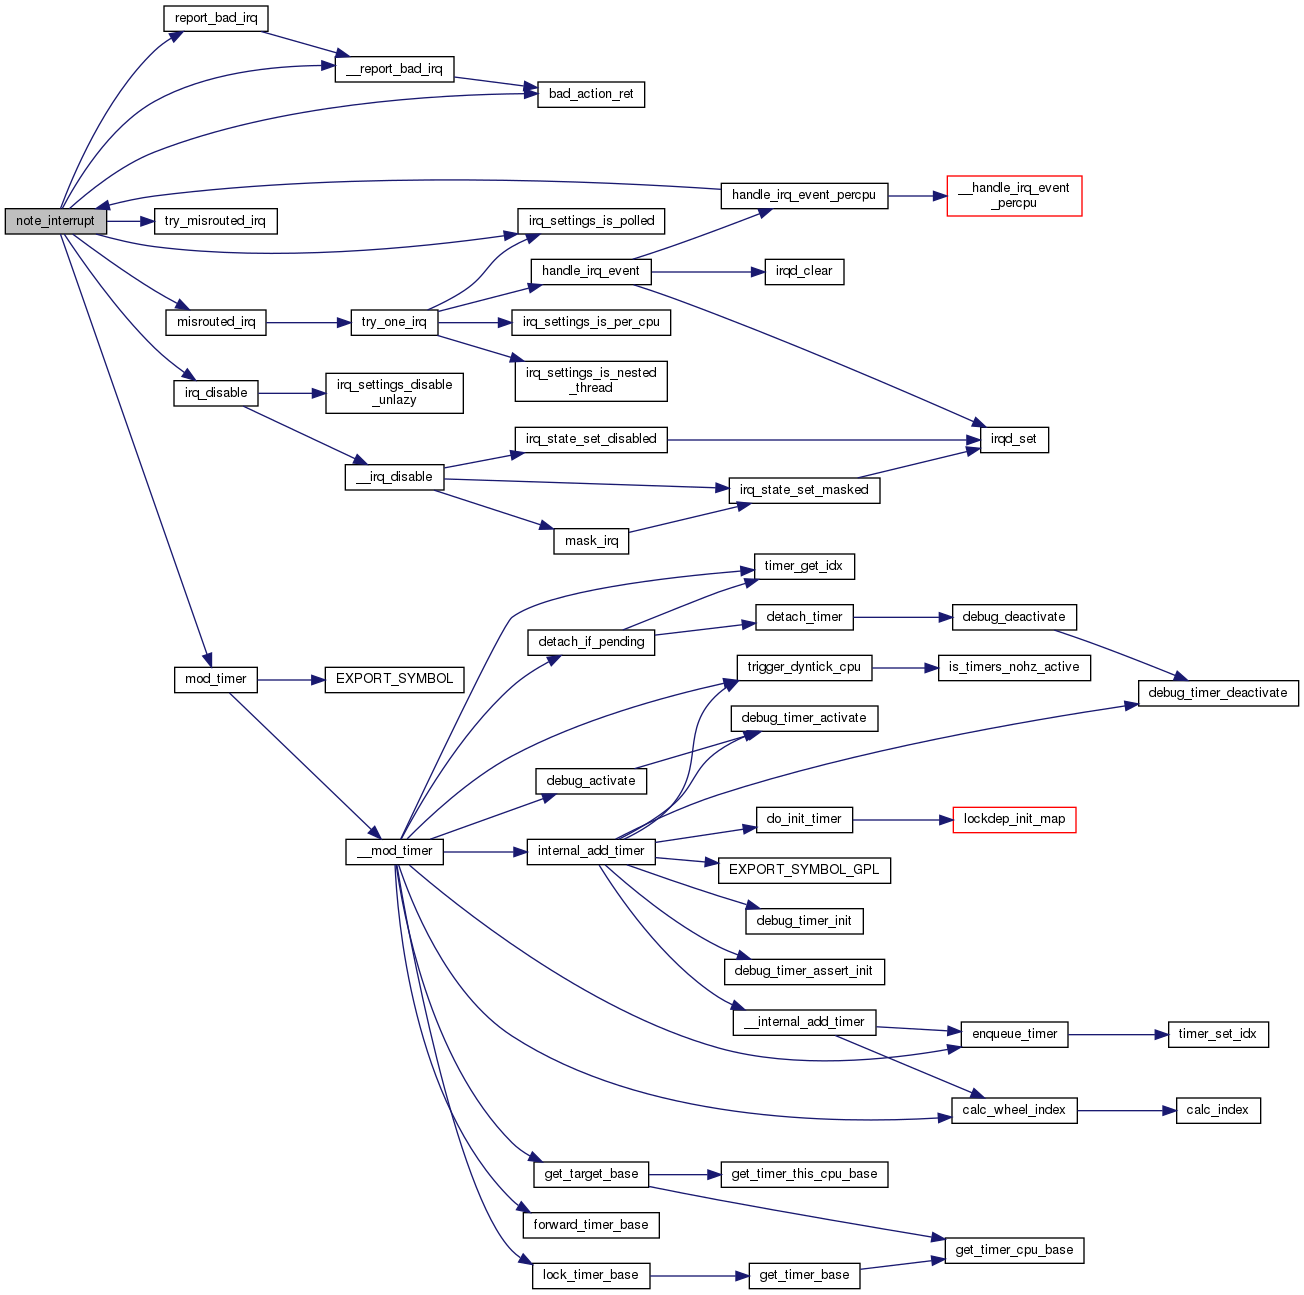 report_bad_irq
__report_bad_irq
bad_action_ret
handle_irq_event_percpu
__handle_irq_event
_percpu
note_interrupt
try_misrouted_irq
irq_settings_is_polled
handle_irq_event
irqd_clear
misrouted_irq
try_one_irq
irq_settings_is_per_cpu
irq_settings_is_nested
_thread
irq_disable
irq_settings_disable
_unlazy
irq_state_set_disabled
irqd_set
__irq_disable
irq_state_set_masked
mask_irq
timer_get_idx
detach_timer
debug_deactivate
detach_if_pending
trigger_dyntick_cpu
is_timers_nohz_active
mod_timer
EXPORT_SYMBOL
debug_timer_deactivate
debug_timer_activate
debug_activate
do_init_timer
lockdep_init_map
__mod_timer
internal_add_timer
EXPORT_SYMBOL_GPL
debug_timer_init
debug_timer_assert_init
__internal_add_timer
enqueue_timer
timer_set_idx
calc_wheel_index
calc_index
get_target_base
get_timer_this_cpu_base
forward_timer_base
get_timer_cpu_base
lock_timer_base
get_timer_base